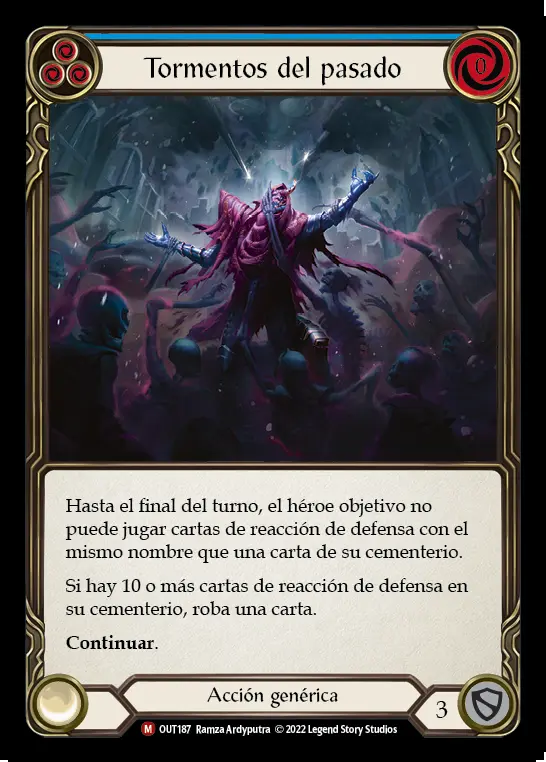 Tormentos del pasado
0
Hasta el final del turno, el héroe objetivo no
puede jugar cartas de reacción de defensa con el
mismo nombre que una carta de su cementerio.
Si hay 10 o más cartas de reacción de defensa en
su cementerio, roba una carta.
Continuar.
Acción genérica
3
M OUT187 Ramza Ardyputra © 2022 Legend Story Studios